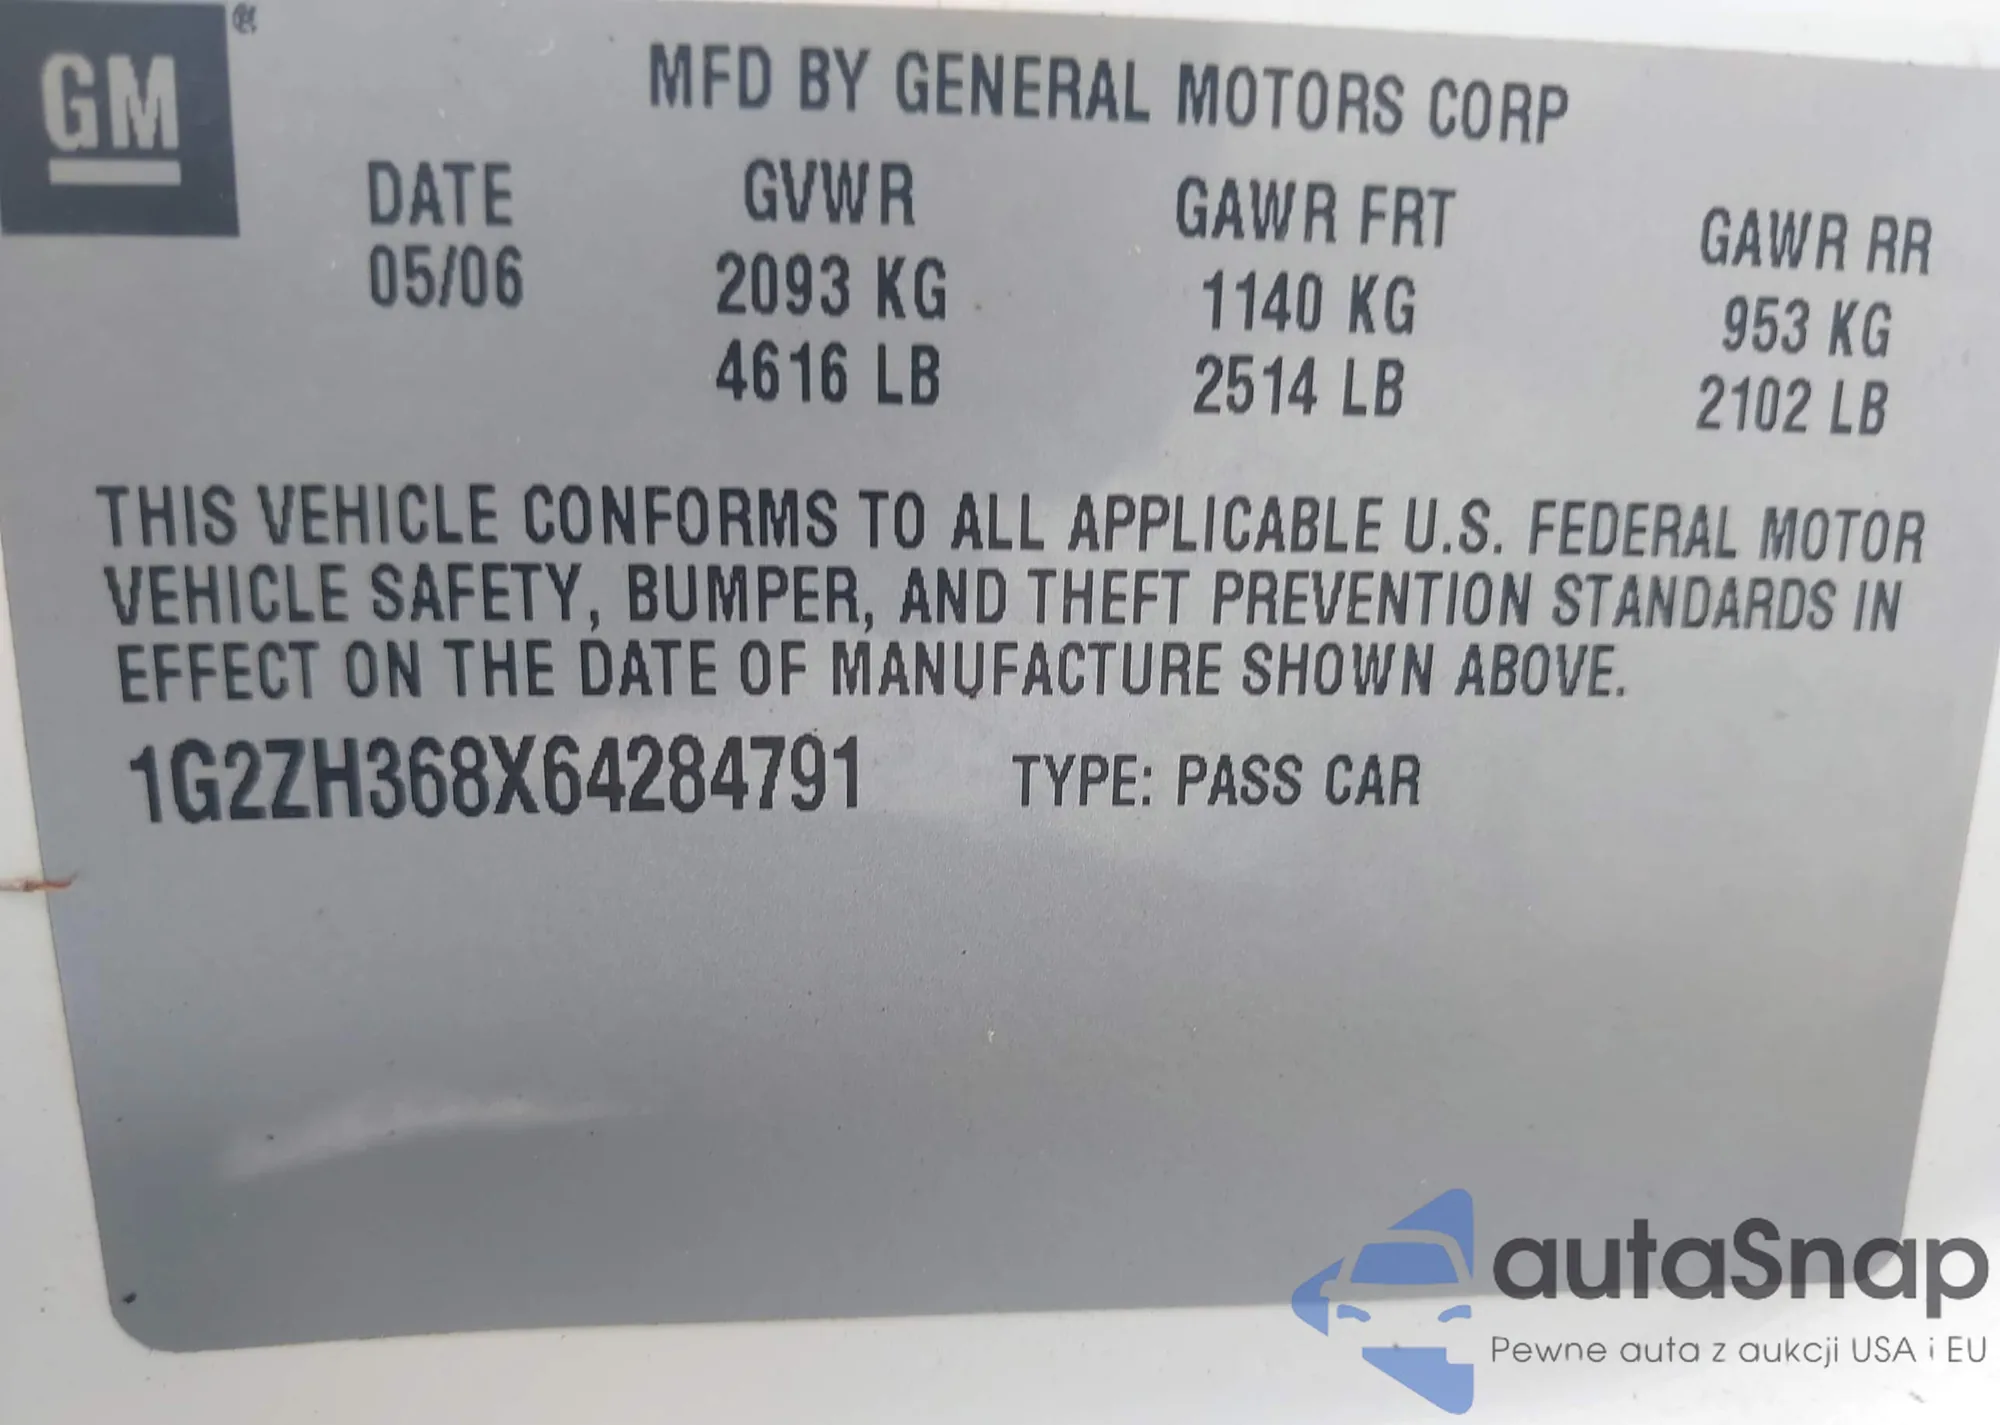 GM
MFD BY GENERAL MOTORS CORP
DATE GVWR GAWR FRT GAWR RR
05/06 2093 KG 1140 KG 953 KG
4616 LB 2514 LB 2102 LB
THIS VEHICLE CONFORMS TO ALL APPLICABLE U.S. FEDERAL MOTOR
VEHICLE SAFETY, BUMPER, AND THEFT PREVENTION STANDARDS IN
EFFECT ON THE DATE OF MANUFACTURE SHOWN ABOVE.
1G2ZH368X64284791 TYPE: PASS CAR
autaSnap
Pewne auta z aukcji USA i EU